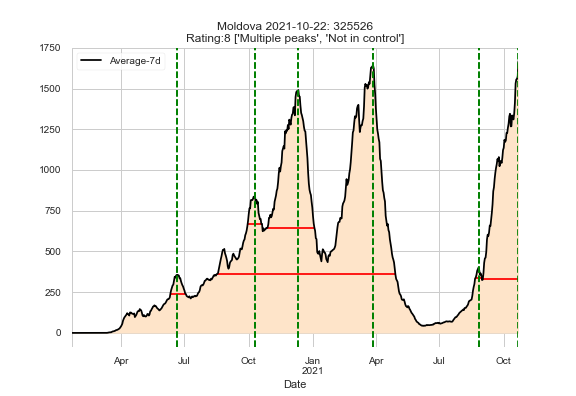 Moldova 2021-10-22: 325526
Rating:8 ['Multiple peaks', 'Not in control']
Average-7d
1750
1500
1250
1000
750
500
250
0
Apr Jul Oct Jan Apr Jul Oct
2021
Date